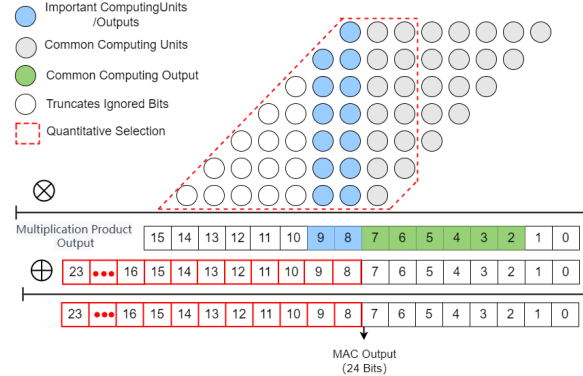 Important ComputingUnits
/Outputs
Common Computing Units
Common Computing Output
Truncates Ignored Bits
Quantitative Selection
Multiplication Product
Output
15 14 13 12 11 10 9 8 7 6 5 4 3 2 1 0
23 ••• 16 15 14 13 12 11 10 9 8 7 6 5 4 3 2 1 0
23 ••• 16 15 14 13 12 11 10 9 8 7 6 5 4 3 2 1 0
MAC Output
(24 Bits)